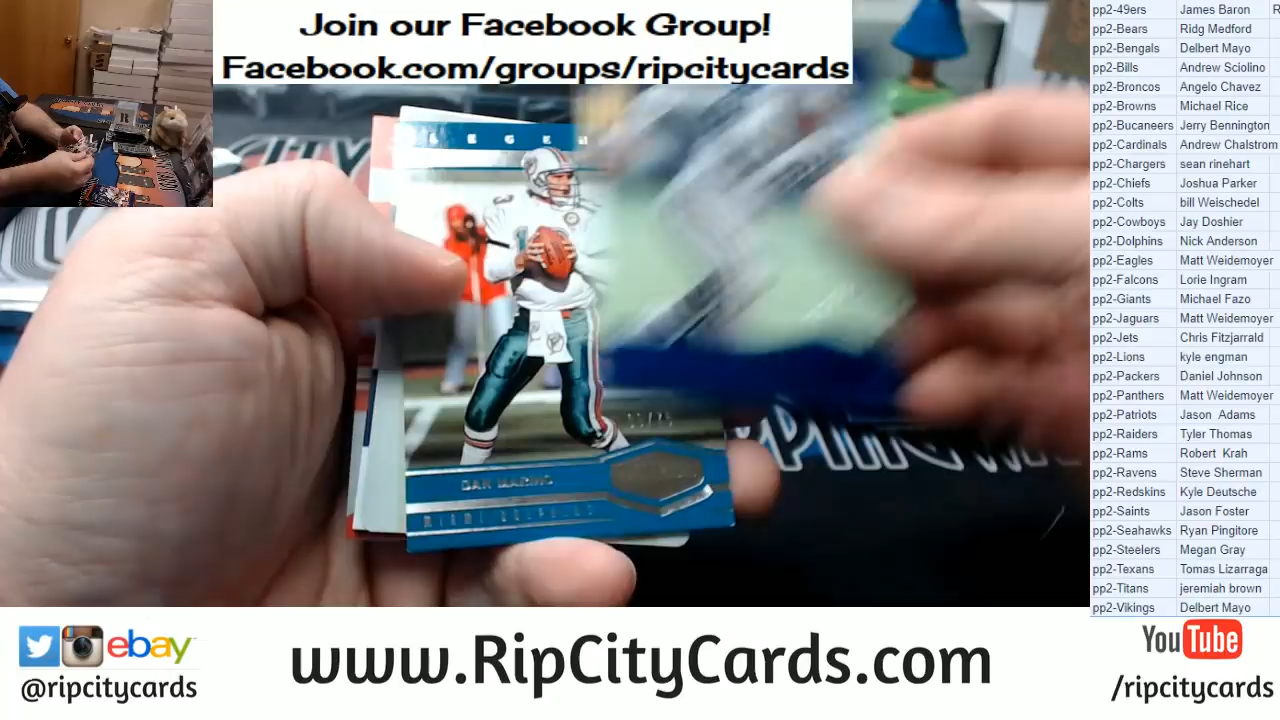 Join our Facebook Group!
Facebook.com/groups/ripcitycards
LEGEN
DAN MARINO
MIAMI DOLPHINS
pp2-49ers James Baron R
pp2-Bears Ridg Medford
pp2-Bengals Delbert Mayo
pp2-Bills Andrew Sciolino
pp2-Broncos Angelo Chavez
pp2-Browns Michael Rice
pp2-Bucaneers Jerry Bennington
pp2-Cardinals Andrew Chalstrom
pp2-Chargers sean rinehart
pp2-Chiefs Joshua Parker
pp2-Colts bill Weischedel
pp2-Cowboys Jay Doshier
pp2-Dolphins Nick Anderson
pp2-Eagles Matt Weidemoyer
pp2-Falcons Lorie Ingram
pp2-Giants Michael Fazo
pp2-Jaguars Matt Weidemoyer
pp2-Jets Chris Fitzjarrald
pp2-Lions kyle engman
pp2-Packers Daniel Johnson
pp2-Panthers Matt Weidemoyer
pp2-Patriots Jason Adams
pp2-Raiders Tyler Thomas
pp2-Rams Robert Krah
pp2-Ravens Steve Sherman
pp2-Redskins Kyle Deutsche
pp2-Saints Jason Foster
pp2-Seahawks Ryan Pingitore
pp2-Steelers Megan Gray
pp2-Texans Tomas Lizarraga
pp2-Titans jeremiah brown
pp2-Vikings Delbert Mayo
ebay
@ripcitycards
www.RipCityCards.com
YouTube
/ripcitycards